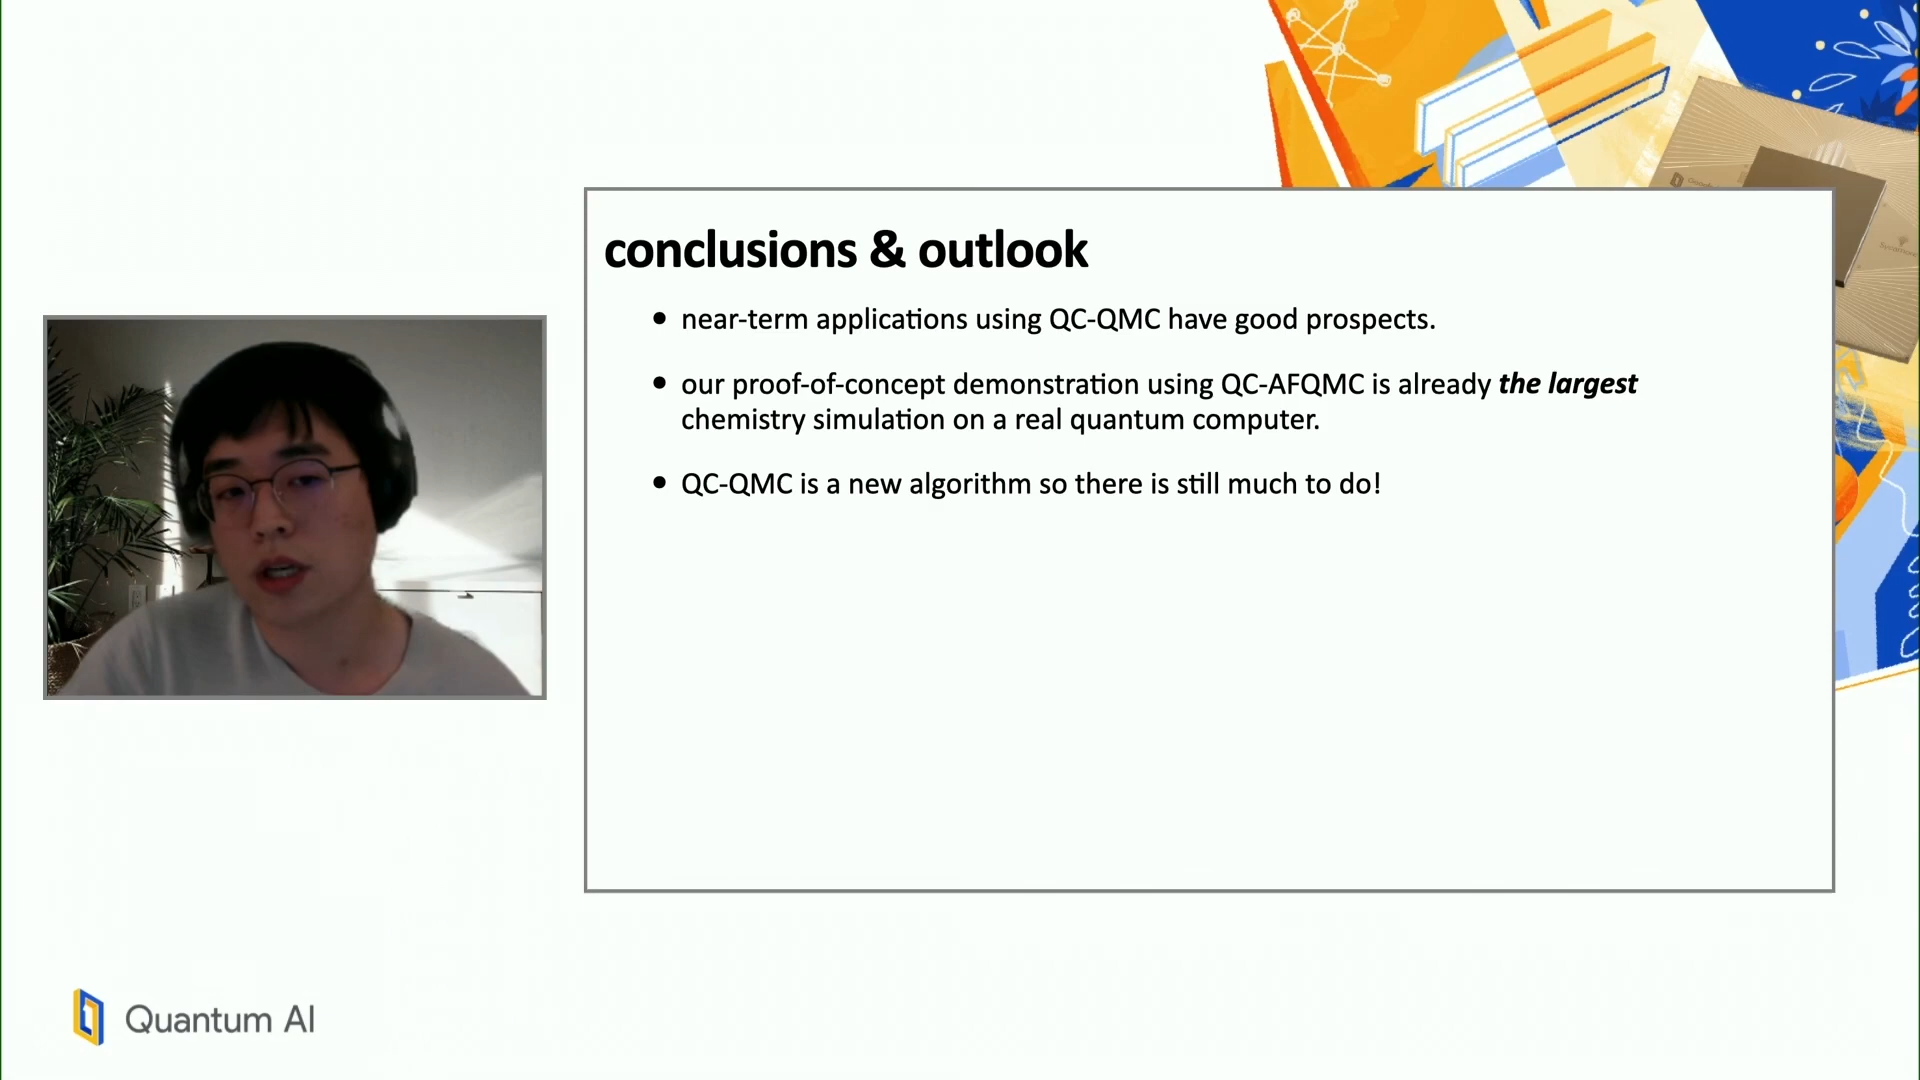 conclusions & outlook
• near-term applications using QC-QMC have good prospects.
• our proof-of-concept demonstration using QC-AFQMC is already the largest
chemistry simulation on a real quantum computer.
• QC-QMC is a new algorithm so there is still much to do!
Quantum AI